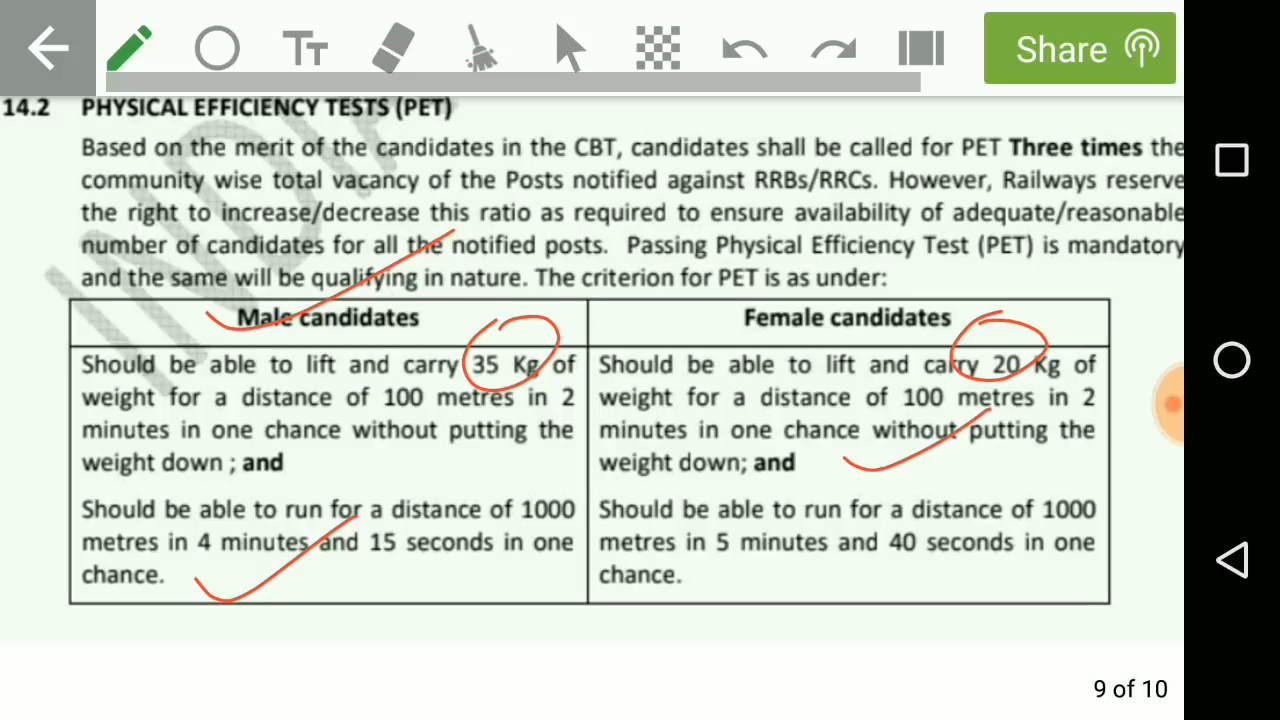 Share
14.2 PHYSICAL EFFICIENCY TESTS (PET)
Based on the merit of the candidates in the CBT, candidates shall be called for PET Three times the
community wise total vacancy of the Posts notified against RRBs/RRCs. However, Railways reserve
the right to increase/decrease this ratio as required to ensure availability of adequate/reasonable
number of candidates for all the notified posts. Passing Physical Efficiency Test (PET) is mandatory
and the same will be qualifying in nature. The criterion for PET is as under:
Male candidates
Should be able to lift and carry 35 Kg of
weight for a distance of 100 metres in 2
minutes in one chance without putting the
weight down ; and
Should be able to run for a distance of 1000
metres in 4 minutes and 15 seconds in one
chance.
Female candidates
Should be able to lift and carry 20 Kg of
weight for a distance of 100 metres in 2
minutes in one chance without putting the
weight down; and
Should be able to run for a distance of 1000
metres in 5 minutes and 40 seconds in one
chance.
INDIA
9 of 10